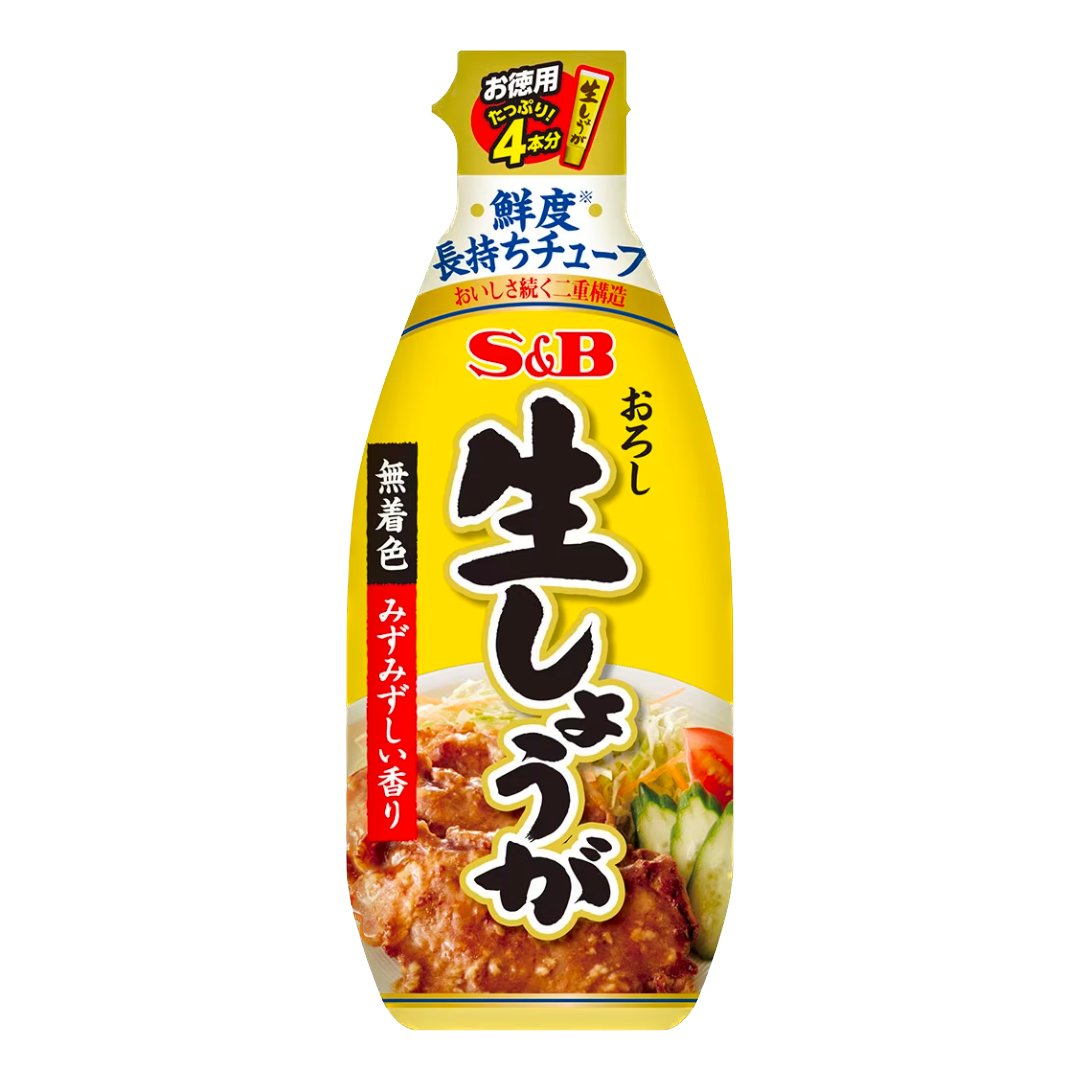 お徳用
たっぷり!
4本分
生しょうが
鮮度※
長持ちチューブ
おいしさ続く二重構造
S&B
おろし
生しょうが
無着色
みずみずしい香り